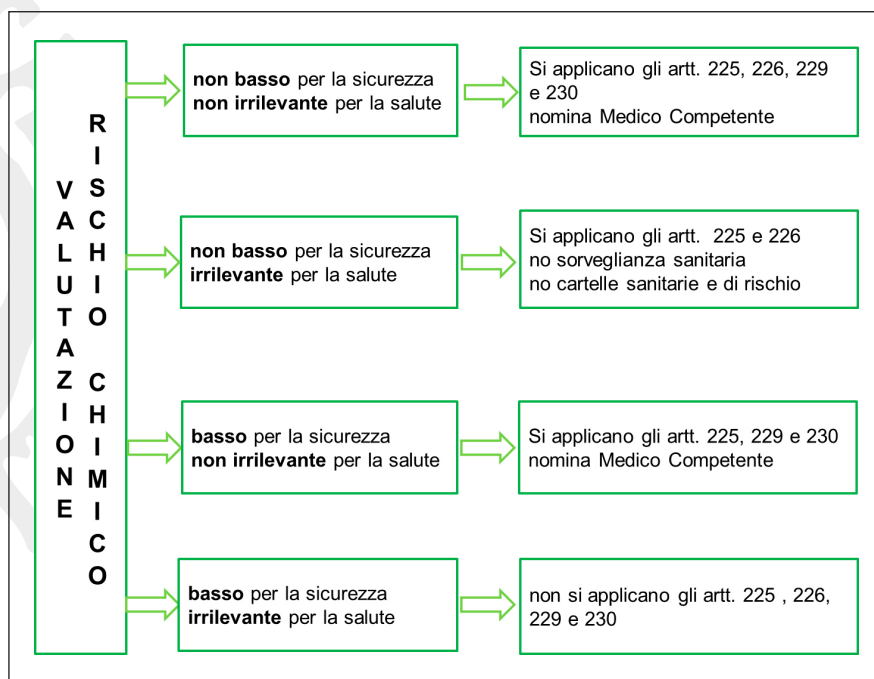 VALUTAZIONE
RISCHIO CHIMICO
non basso per la sicurezza
non irrilevante per la salute
Si applicano gli artt. 225, 226, 229
e 230
nomina Medico Competente
non basso per la sicurezza
irrilevante per la salute
Si applicano gli artt. 225 e 226
no sorveglianza sanitaria
no cartelle sanitarie e di rischio
basso per la sicurezza
non irrilevante per la salute
Si applicano gli artt. 225, 229 e 230
nomina Medico Competente
basso per la sicurezza
irrilevante per la salute
non si applicano gli artt. 225 , 226,
229 e 230